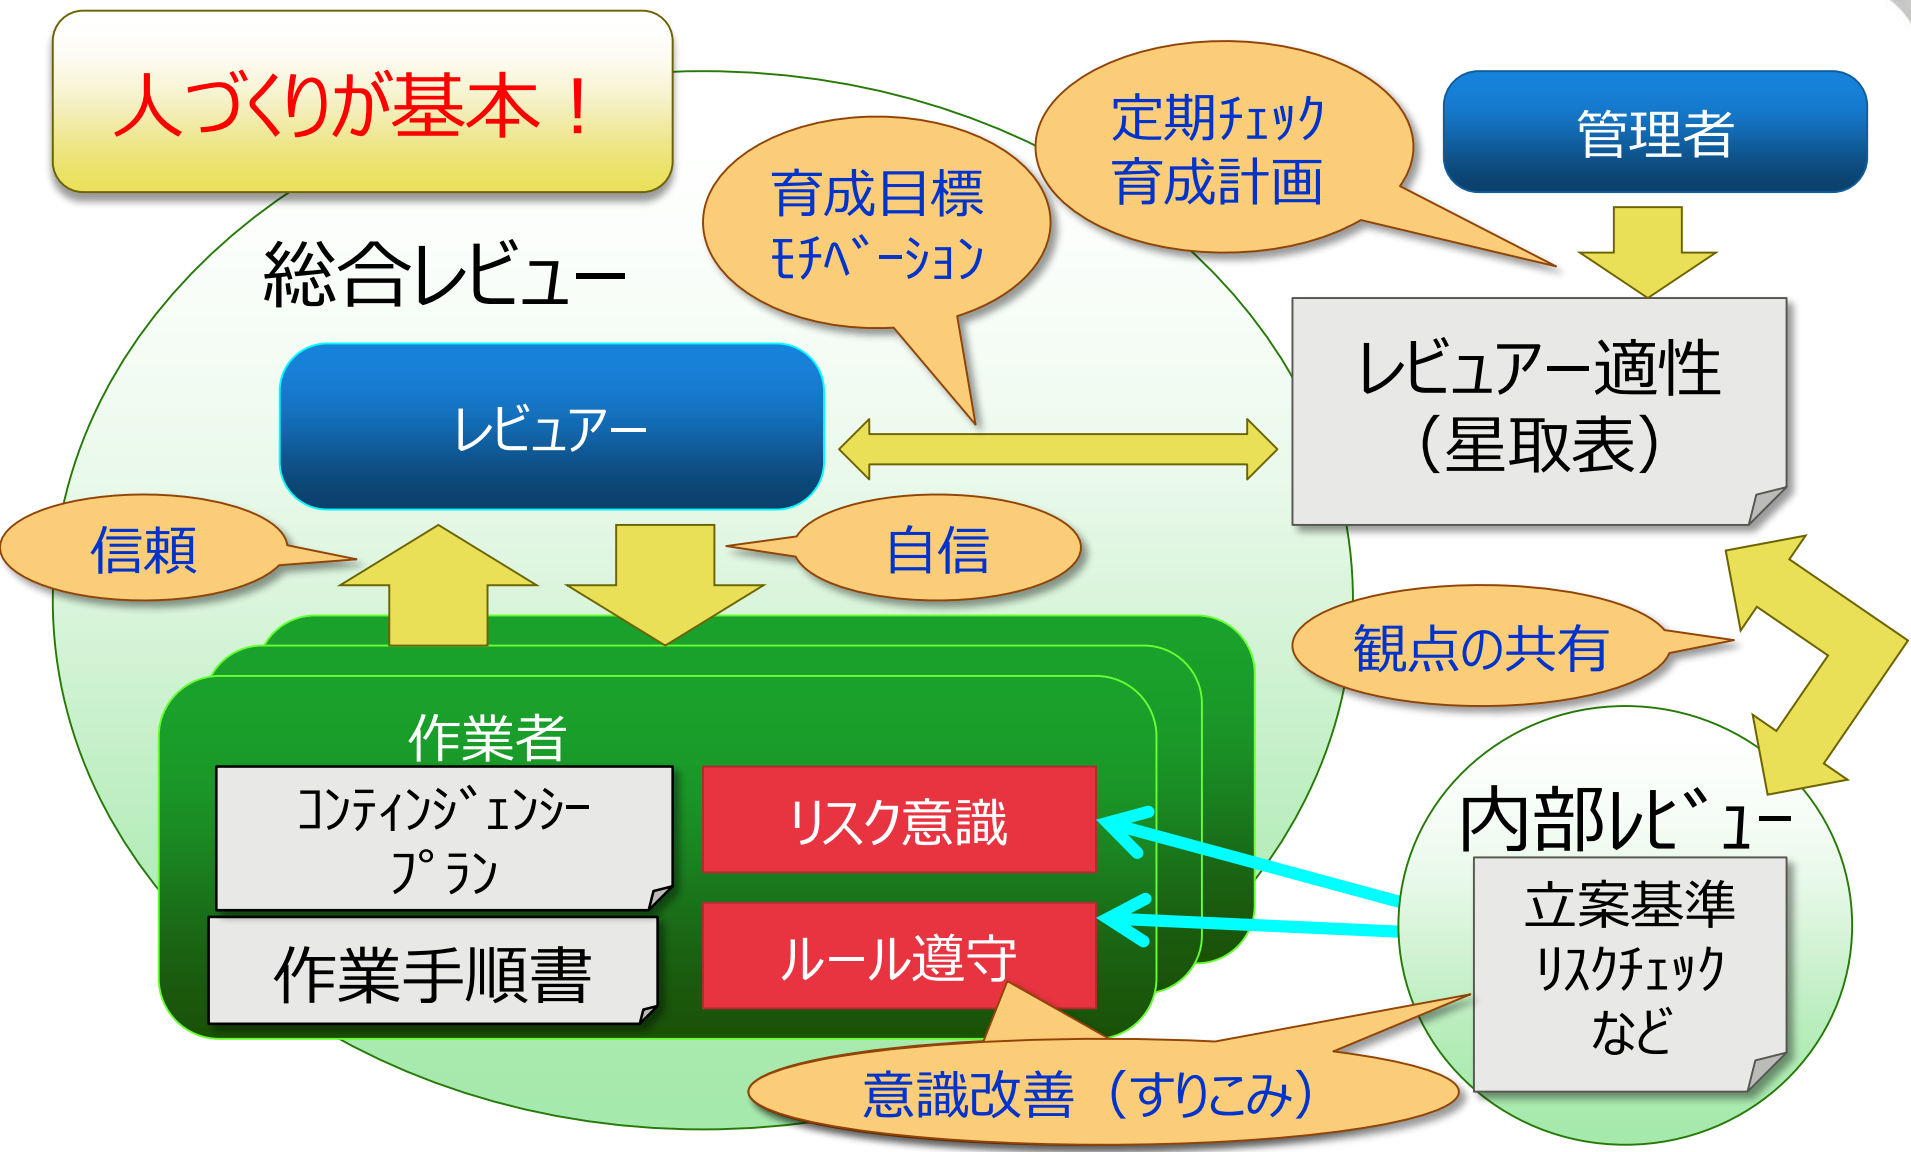 人づくりが基本！
定期ﾁｪｯｸ
育成計画
管理者
育成目標
ﾓﾁﾍﾞｰｼｮﾝ
総合レビュー
レビュアー適性
（星取表）
レビュアー
信頼
自信
観点の共有
作業者
ｺﾝﾃｨﾝｼﾞｪﾝｼｰ
ﾌﾟﾗﾝ
リスク意識
内部ﾚﾋﾞｭｰ
立案基準
ﾘｽｸﾁｪｯｸ
など
作業手順書
ルール遵守
意識改善（すりこみ）